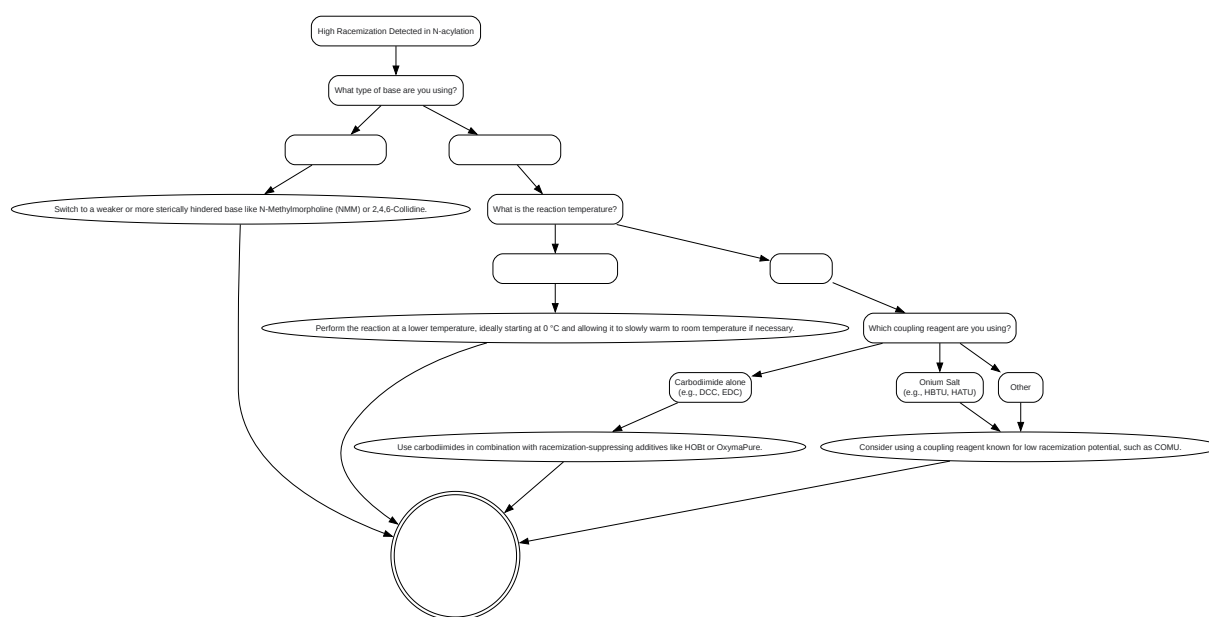 High Racemization Detected in N-acylation
What type of base are you using?
Switch to a weaker or more sterically hindered base like N-Methylmorpholine (NMM) or 2,4,6-Collidine.
What is the reaction temperature?
Perform the reaction at a lower temperature, ideally starting at 0 °C and allowing it to slowly warm to room temperature if necessary.
Which coupling reagent are you using?
Carbodiimide alone
(e.g., DCC, EDC)
Onium Salt
(e.g., HBTU, HATU)
Other
Use carbodiimides in combination with racemization-suppressing additives like HOBt or OxymaPure.
Consider using a coupling reagent known for low racemization potential, such as COMU.